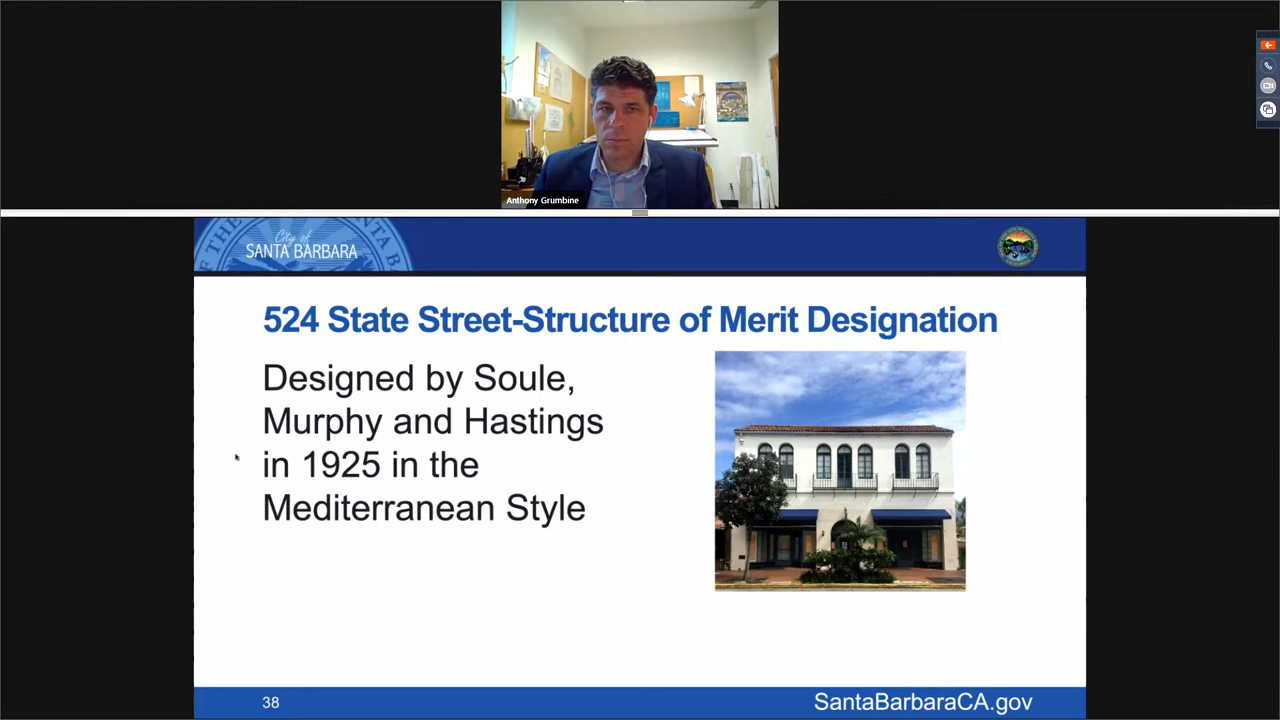 Anthony Grumbine
City of
SANTA BARBARA
524 State Street-Structure of Merit Designation
Designed by Soule,
Murphy and Hastings
in 1925 in the
Mediterranean Style
38
SantaBarbaraCA.gov